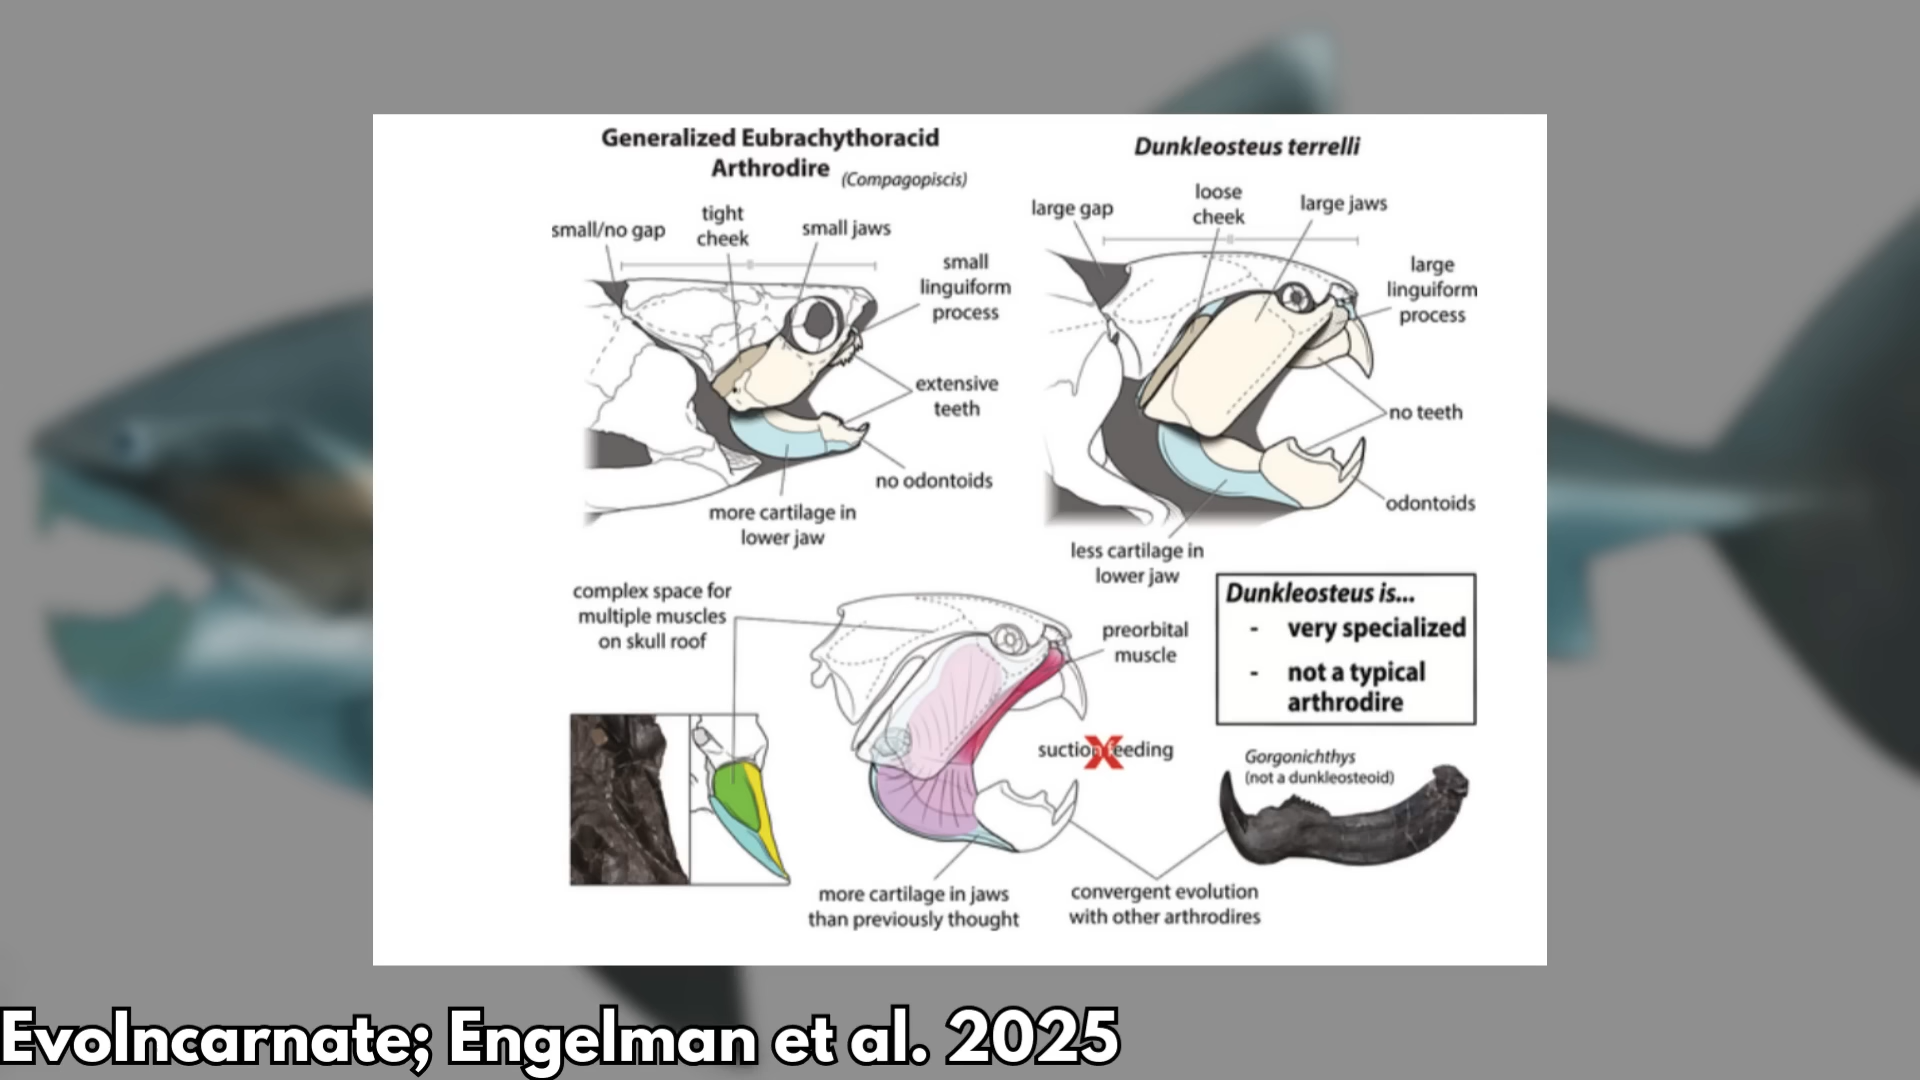 Generalized Eubrachythoracid
Arthrodire (Compagopiscis)
small/no gap
tight
cheek
small jaws
small
linguiform
process
extensive
teeth
no odontoids
more cartilage in
lower jaw
Dunkleosteus terrelli
large gap
loose
cheek
large jaws
large
linguiform
process
no teeth
odontoids
less cartilage in
lower jaw
complex space for
multiple muscles
on skull roof
preorbital
muscle
suction feeding
more cartilage in jaws
than previously thought
convergent evolution
with other arthrodires
Dunkleosteus is...
- very specialized
- not a typical
arthrodire
Gorgonichthys
(not a dunkleosteoid)
EvoIncarnate; Engelman et al. 2025